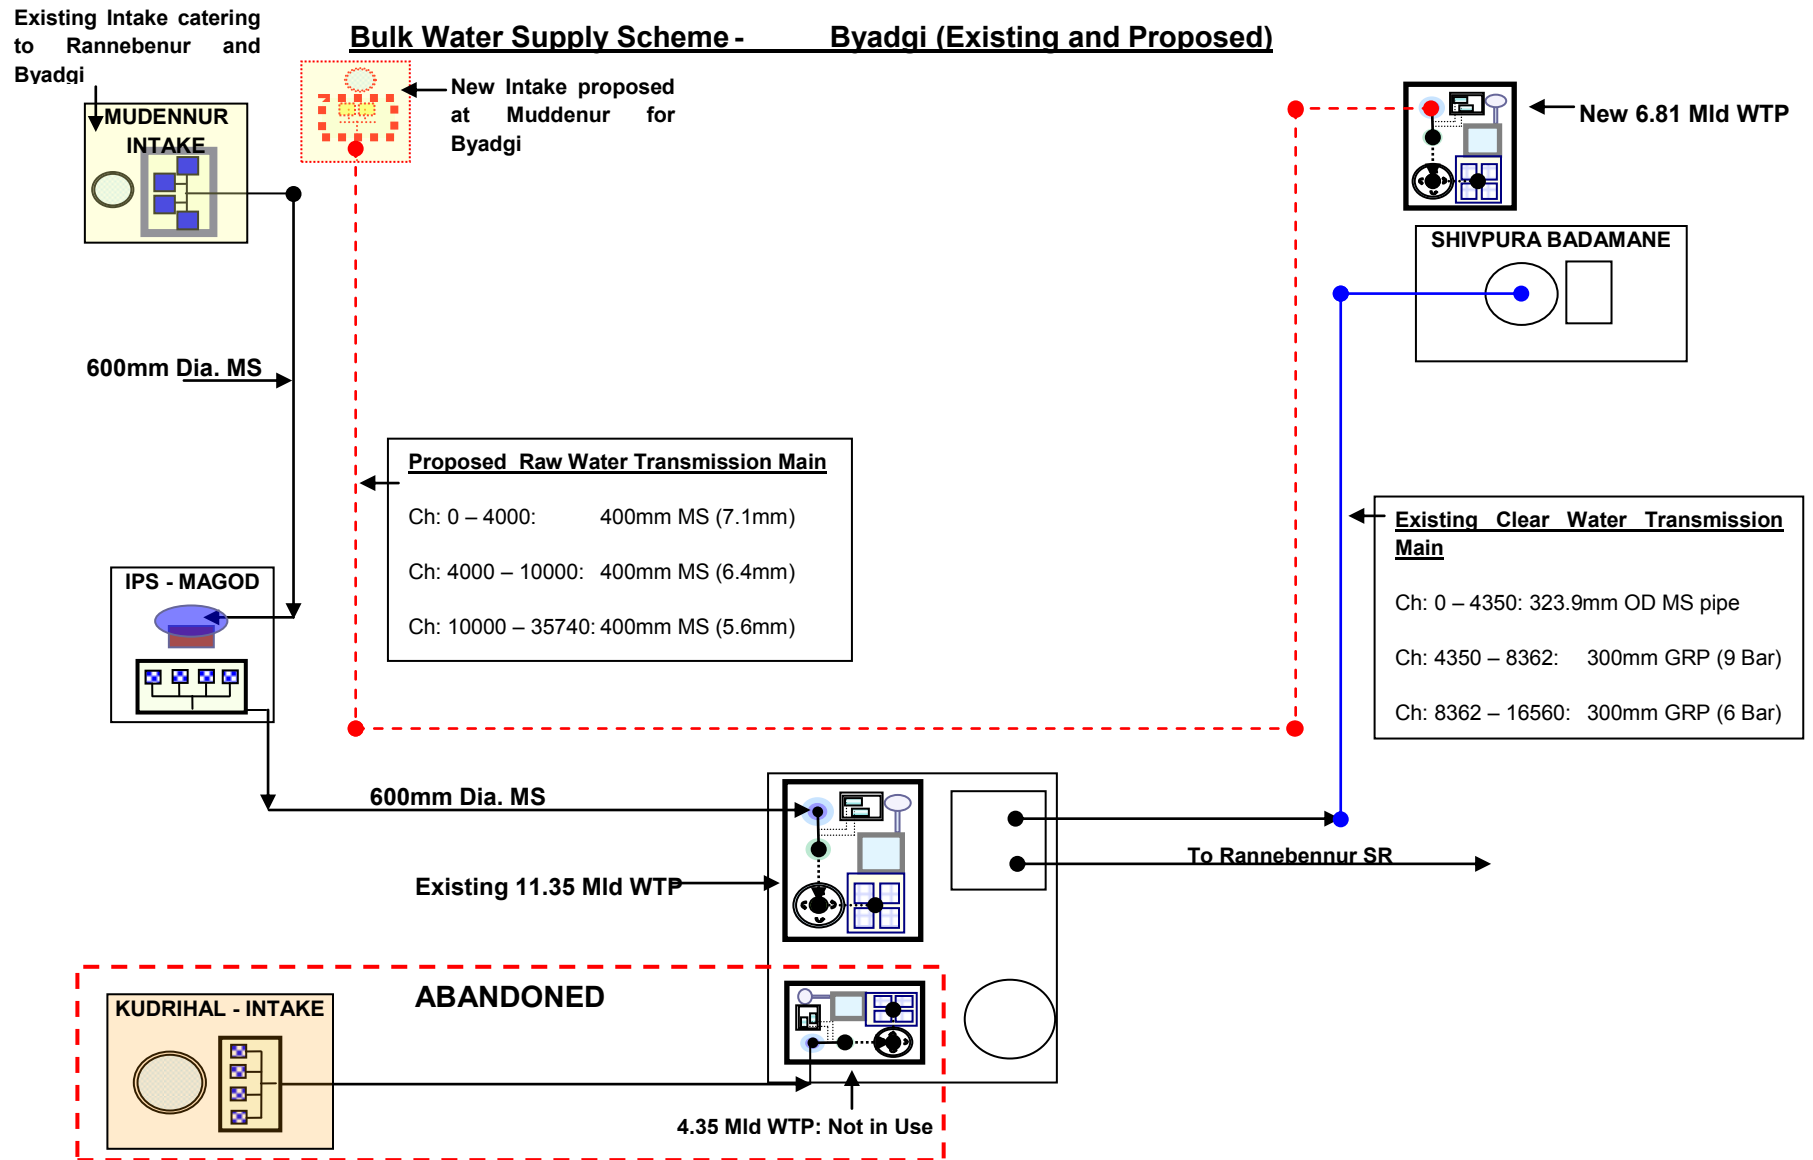 Existing Intake catering
to Rannebenur and
Byadgi
Bulk Water Supply Scheme - Byadgi (Existing and Proposed)
New Intake proposed
at Muddenur for
Byadgi
MUDENNUR
INTAKE
New 6.81 Mld WTP
SHIVPURA BADAMANE
600mm Dia. MS
Proposed Raw Water Transmission Main
Ch: 0 – 4000: 400mm MS (7.1mm)
Ch: 4000 – 10000: 400mm MS (6.4mm)
Ch: 10000 – 35740: 400mm MS (5.6mm)
Existing Clear Water Transmission
Main
Ch: 0 – 4350: 323.9mm OD MS pipe
Ch: 4350 – 8362: 300mm GRP (9 Bar)
Ch: 8362 – 16560: 300mm GRP (6 Bar)
IPS - MAGOD
600mm Dia. MS
To Rannebennur SR
Existing 11.35 Mld WTP
ABANDONED
KUDRIHAL - INTAKE
4.35 Mld WTP: Not in Use